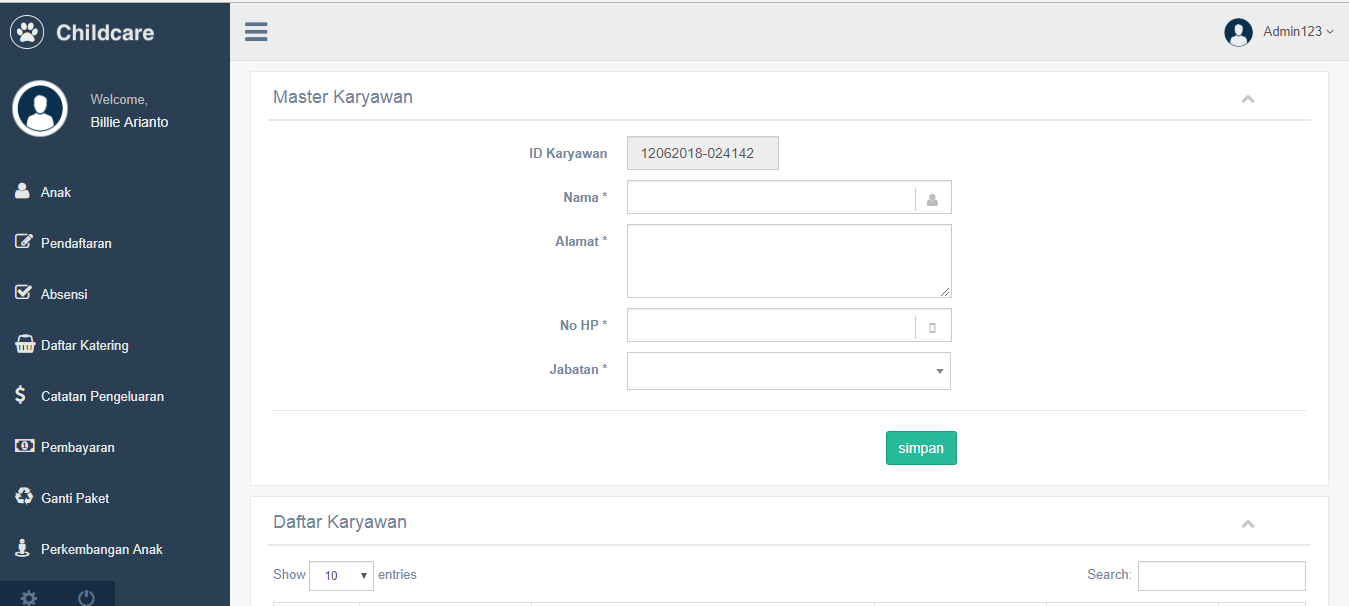 Childcare
Admin123
Welcome,
Billie Arianto
Anak
Pendaftaran
Absensi
Daftar Katering
Catatan Pengeluaran
Pembayaran
Ganti Paket
Perkembangan Anak
Master Karyawan
ID Karyawan 12062018-024142
Nama *
Alamat *
No HP *
Jabatan *
simpan
Daftar Karyawan
Show 10 entries
Search: